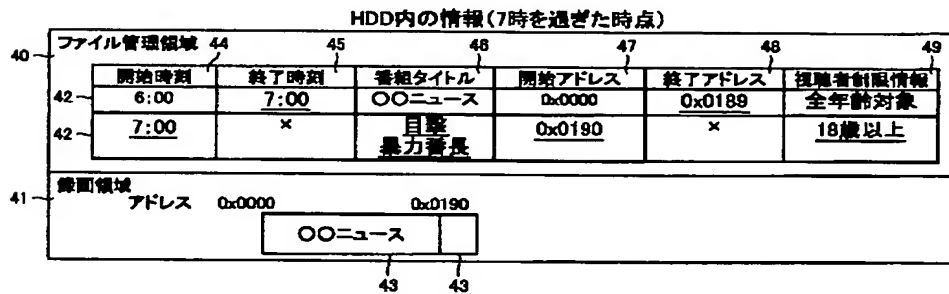 HDD内の情報(7時を過ぎた時点)
40 ファイル管理領域 44 45 46 47 48 49
開始時刻 終了時刻 番組タイトル 開始アドレス 終了アドレス 視聴者制限情報
42 6:00 7:00 〇〇ニュース 0x0000 0x0189 全年齢対象
42 7:00 × 目撃 0x0190 × 18歳以上
暴力番長
41 録画領域
アドレス 0x0000 0x0190
〇〇ニュース
43 43